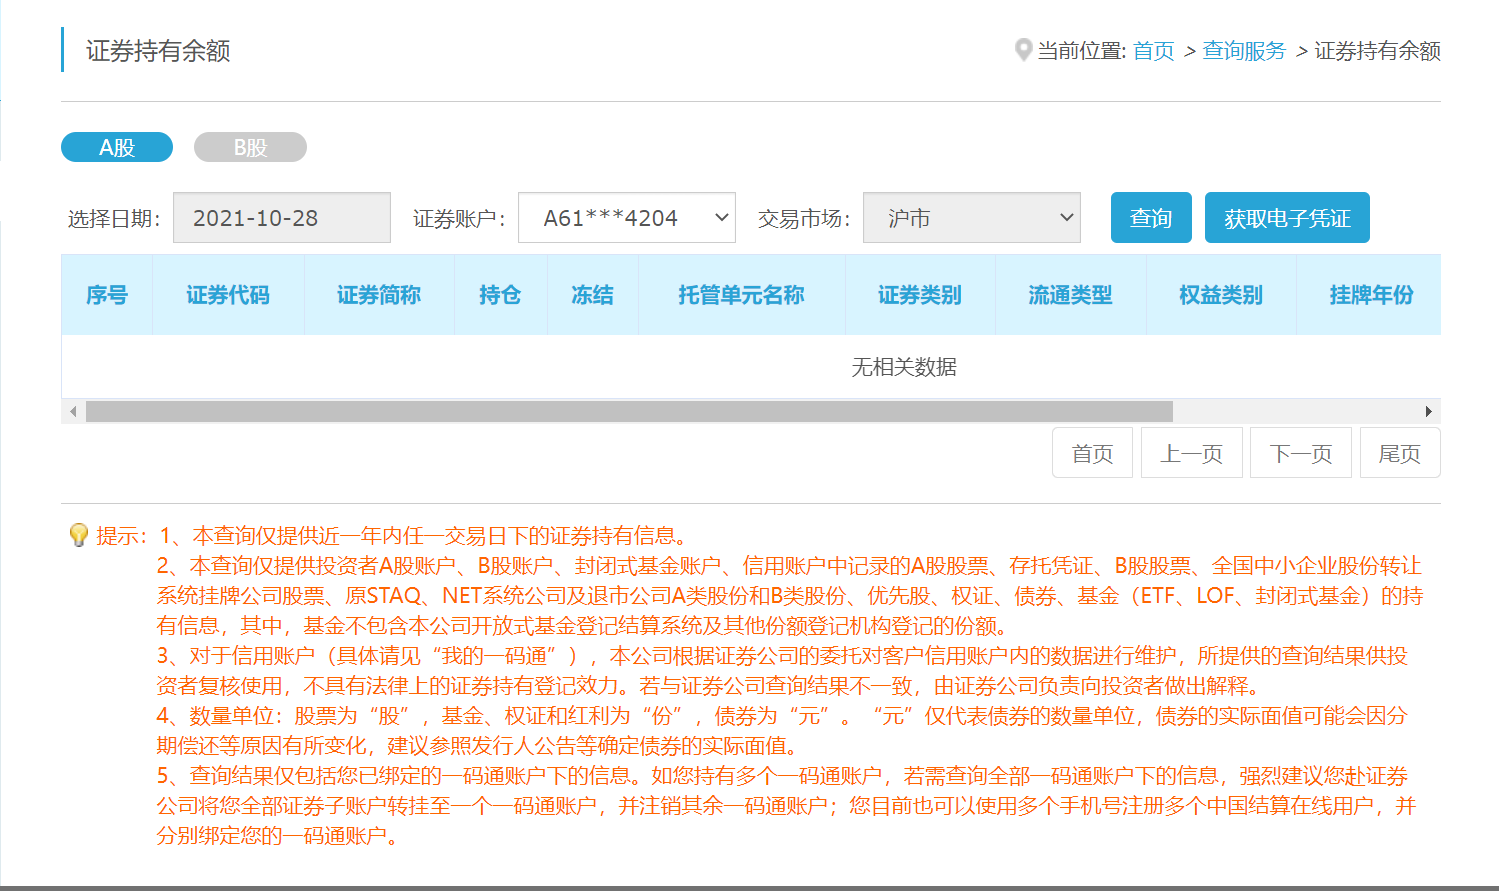 证券持有余额
当前位置: 首页 > 查询服务 > 证券持有余额
A股 B股
选择日期: 2021-10-28 证券账户: A61***4204 交易市场: 沪市 查询 获取电子凭证
序号 证券代码 证券简称 持仓 冻结 托管单元名称 证券类别 流通类型 权益类别 挂牌年份
无相关数据
首页 上一页 下一页 尾页
提示：1、本查询仅提供近一年内任一交易日下的证券持有信息。
2、本查询仅提供投资者A股账户、B股账户、封闭式基金账户、信用账户中记录的A股股票、存托凭证、B股股票、全国中小企业股份转让
系统挂牌公司股票、原STAQ、NET系统公司及退市公司A类股份和B类股份、优先股、权证、债券、基金（ETF、LOF、封闭式基金）的持
有信息，其中，基金不包含本公司开放式基金登记结算系统及其他份额登记机构登记的份额。
3、对于信用账户（具体请见“我的一码通”），本公司根据证券公司的委托对客户信用账户内的数据进行维护，所提供的查询结果供投
资者复核使用，不具有法律上的证券持有登记效力。若与证券公司查询结果不一致，由证券公司负责向投资者做出解释。
4、数量单位：股票为“股”，基金、权证和红利为“份”，债券为“元”。“元”仅代表债券的数量单位，债券的实际面值可能会因分
期偿还等原因有所变化，建议参照发行人公告等确定债券的实际面值。
5、查询结果仅包括您已绑定的一码通账户下的信息。如您持有多个一码通账户，若需查询全部一码通账户下的信息，强烈建议您赴证券
公司将您全部证券子账户转挂至一个一码通账户，并注销其余一码通账户；您目前也可以使用多个手机号注册多个中国结算在线用户，并
分别绑定您的一码通账户。